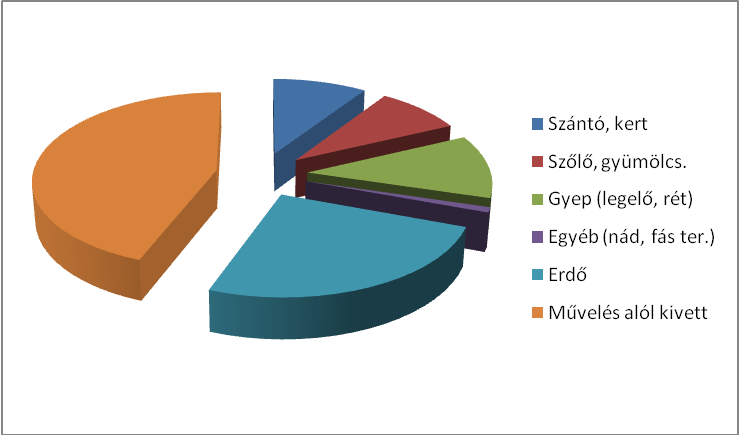 Szántó, kert
Szőlő, gyümölcs.
Gyep (legelő, rét)
Egyéb (nád, fás ter.)
Erdő
Művelés alól kivett